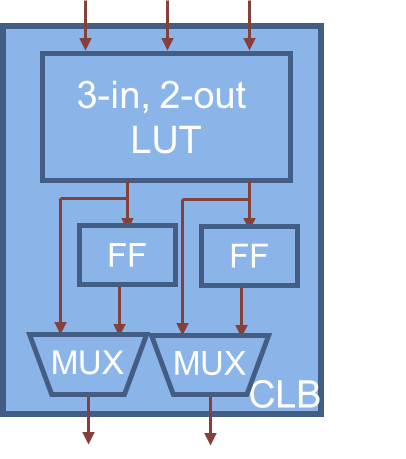 3-in, 2-out
LUT
FF
FF
MUX
MUX
CLB